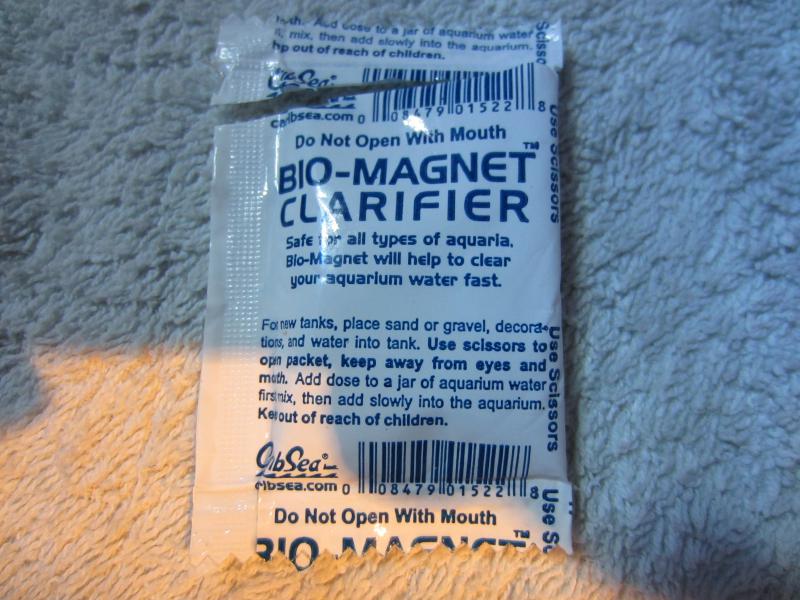 Add dose to a jar of aquarium water
mix, then add slowly into the aquarium.
out of reach of children.
Scissors
CaribSea®
caribsea.com 0 08479 01522 8
Do Not Open With Mouth
BIO-MAGNET™
CLARIFIER
Safe for all types of aquaria.
Bio-Magnet will help to clear
your aquarium water fast.
Use Scissors
For new tanks, place sand or gravel, decora-
tions, and water into tank. Use scissors to
open packet, keep away from eyes and
mouth. Add dose to a jar of aquarium water
first, mix, then add slowly into the aquarium.
Keep out of reach of children.
Use Scissors
CaribSea®
caribsea.com 0 08479 01522 8
Do Not Open With Mouth
BIO-MAGNET™
Use Sc